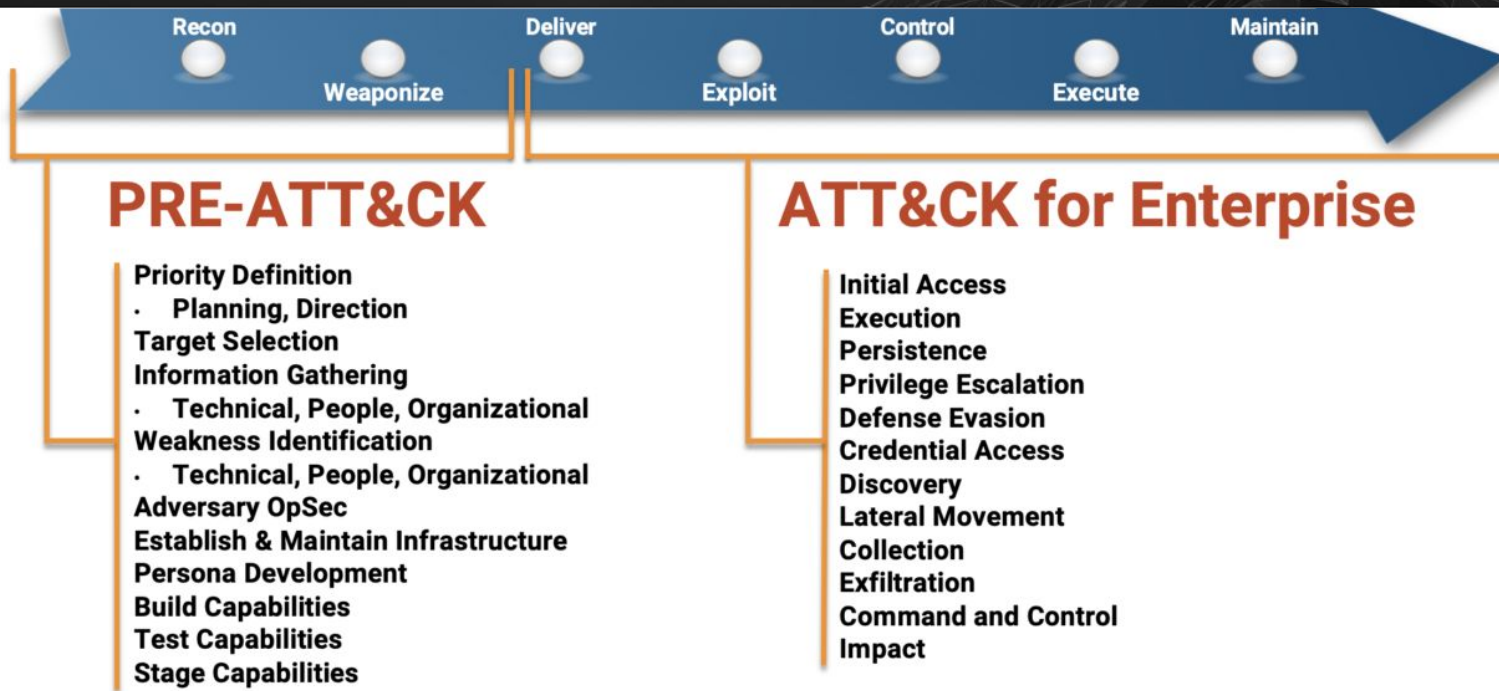 Recon
Weaponize
Deliver
Exploit
Control
Execute
Maintain
PRE-ATT&CK
Priority Definition
· Planning, Direction
Target Selection
Information Gathering
· Technical, People, Organizational
Weakness Identification
· Technical, People, Organizational
Adversary OpSec
Establish & Maintain Infrastructure
Persona Development
Build Capabilities
Test Capabilities
Stage Capabilities
ATT&CK for Enterprise
Initial Access
Execution
Persistence
Privilege Escalation
Defense Evasion
Credential Access
Discovery
Lateral Movement
Collection
Exfiltration
Command and Control
Impact